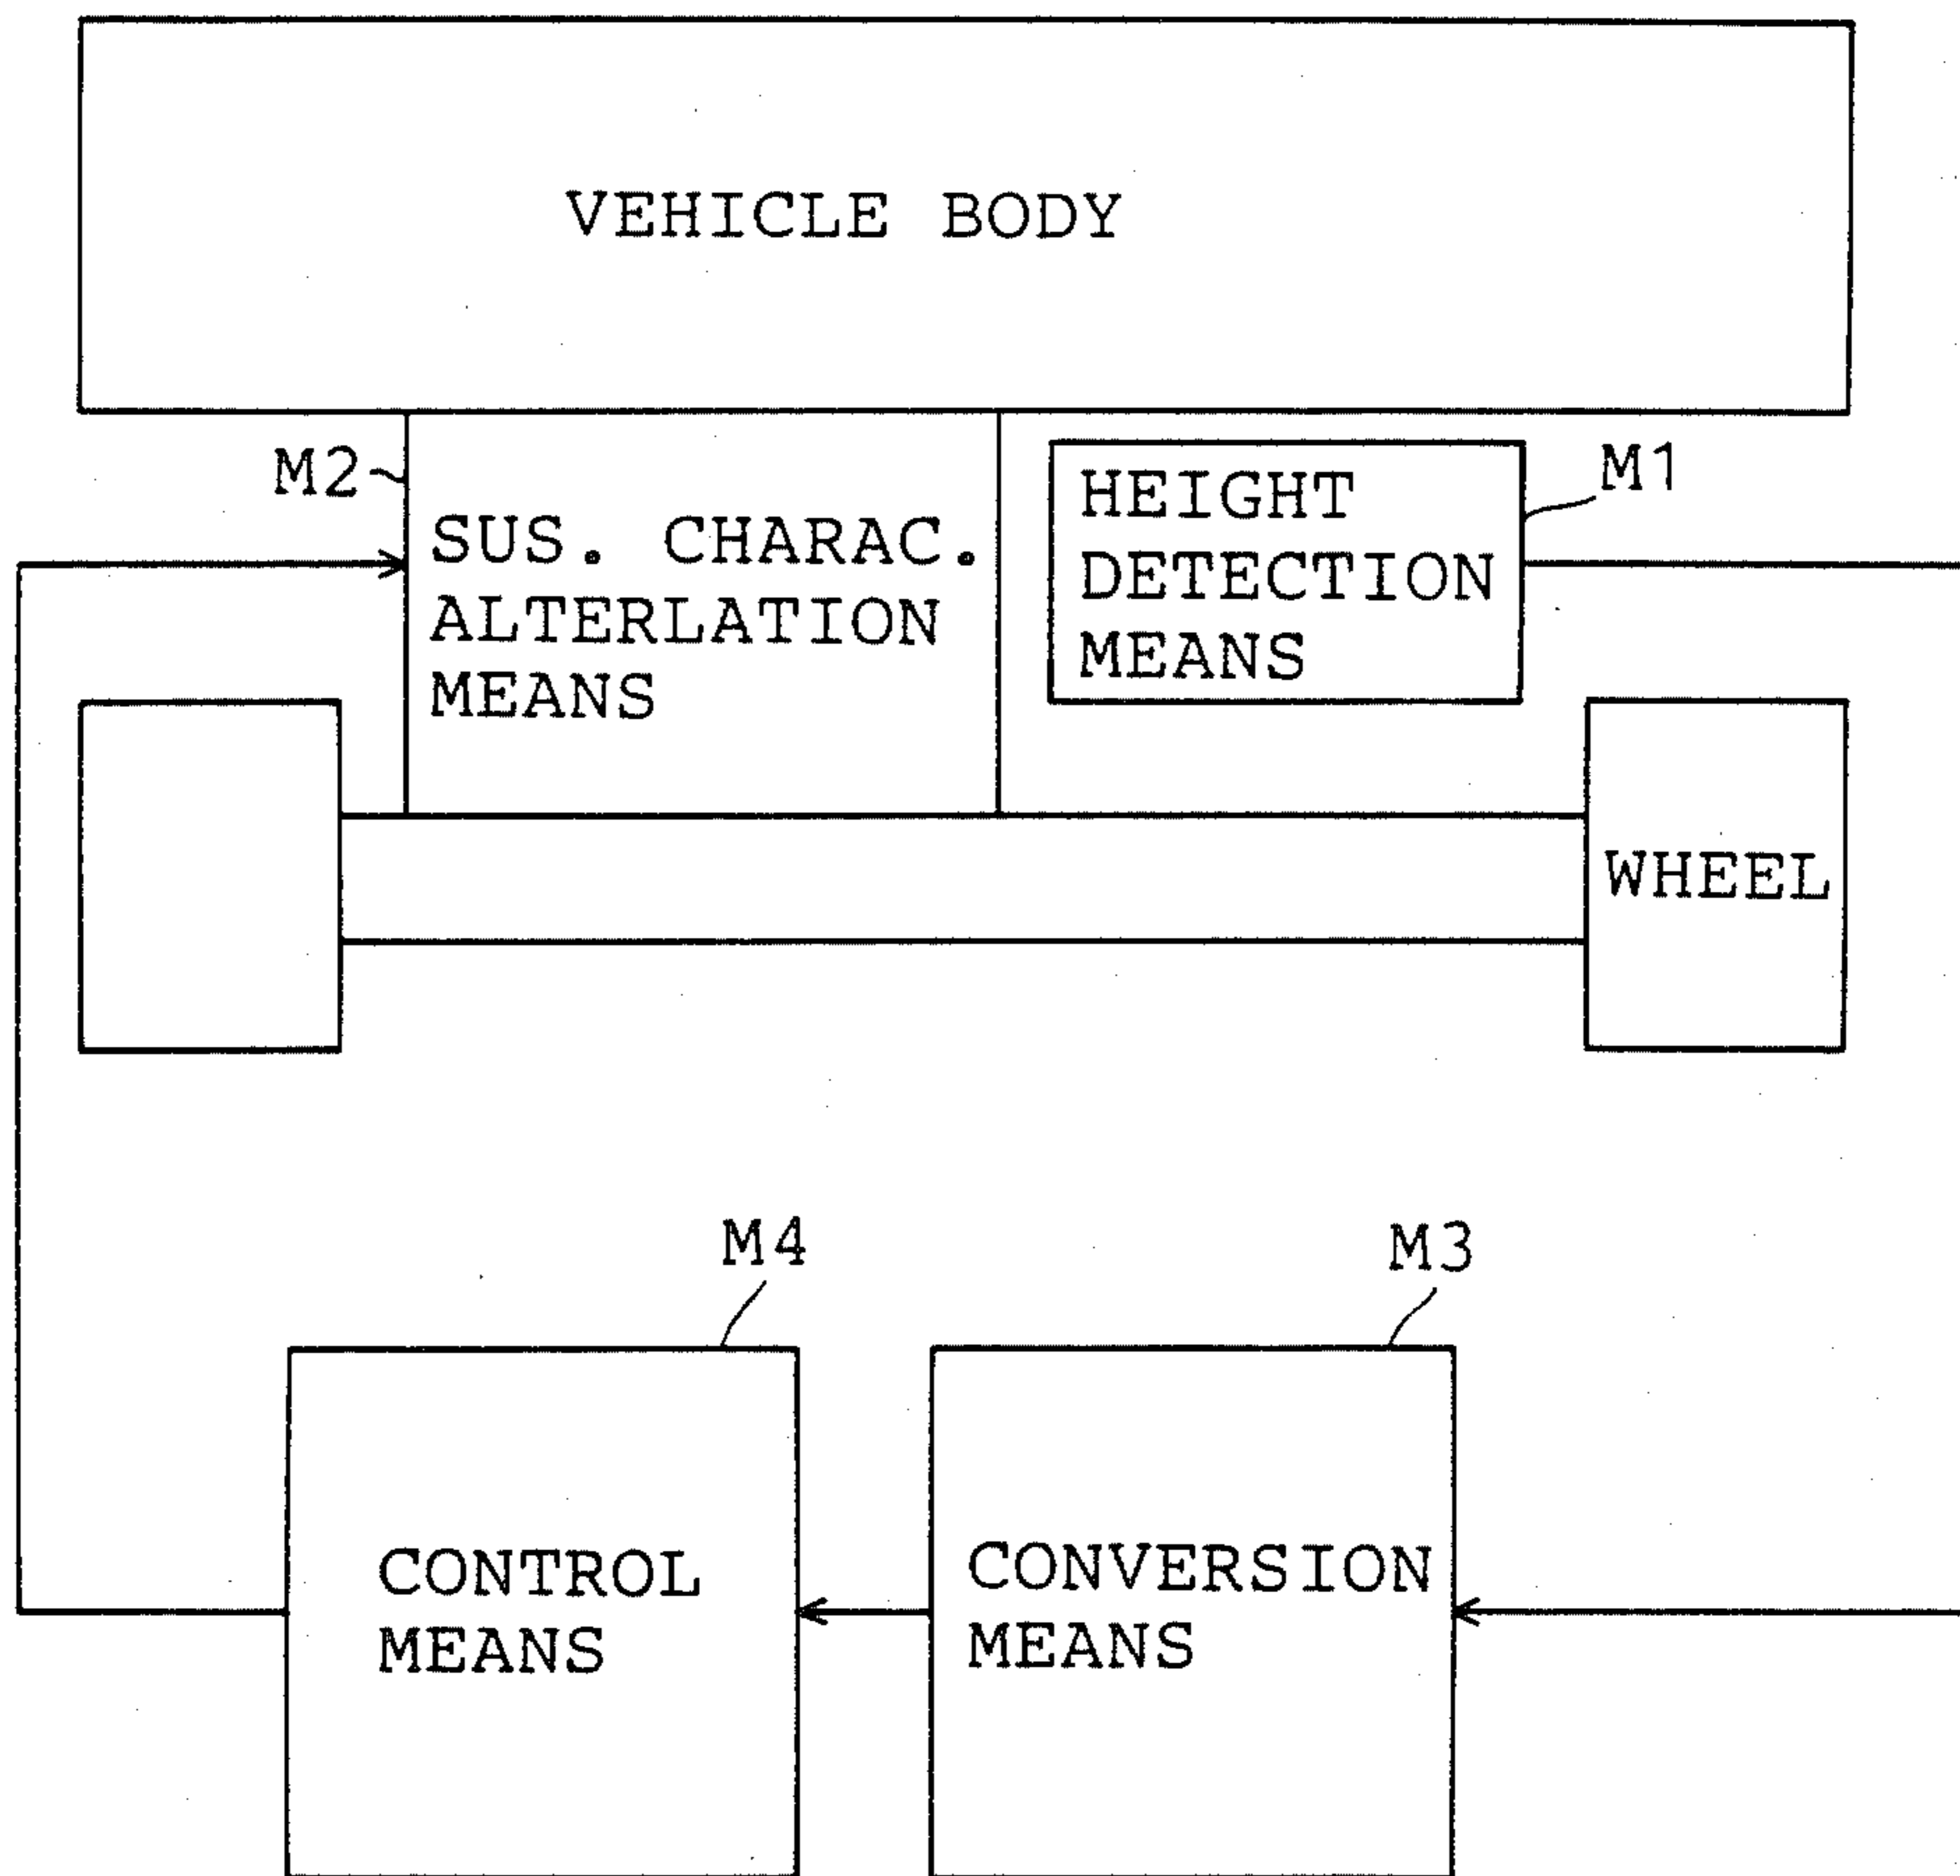 VEHICLE BODY
M2
SUS. CHARAC.
ALTERLATION
MEANS
HEIGHT
DETECTION
MEANS
M1
WHEEL
M4
CONTROL
MEANS
M3
CONVERSION
MEANS